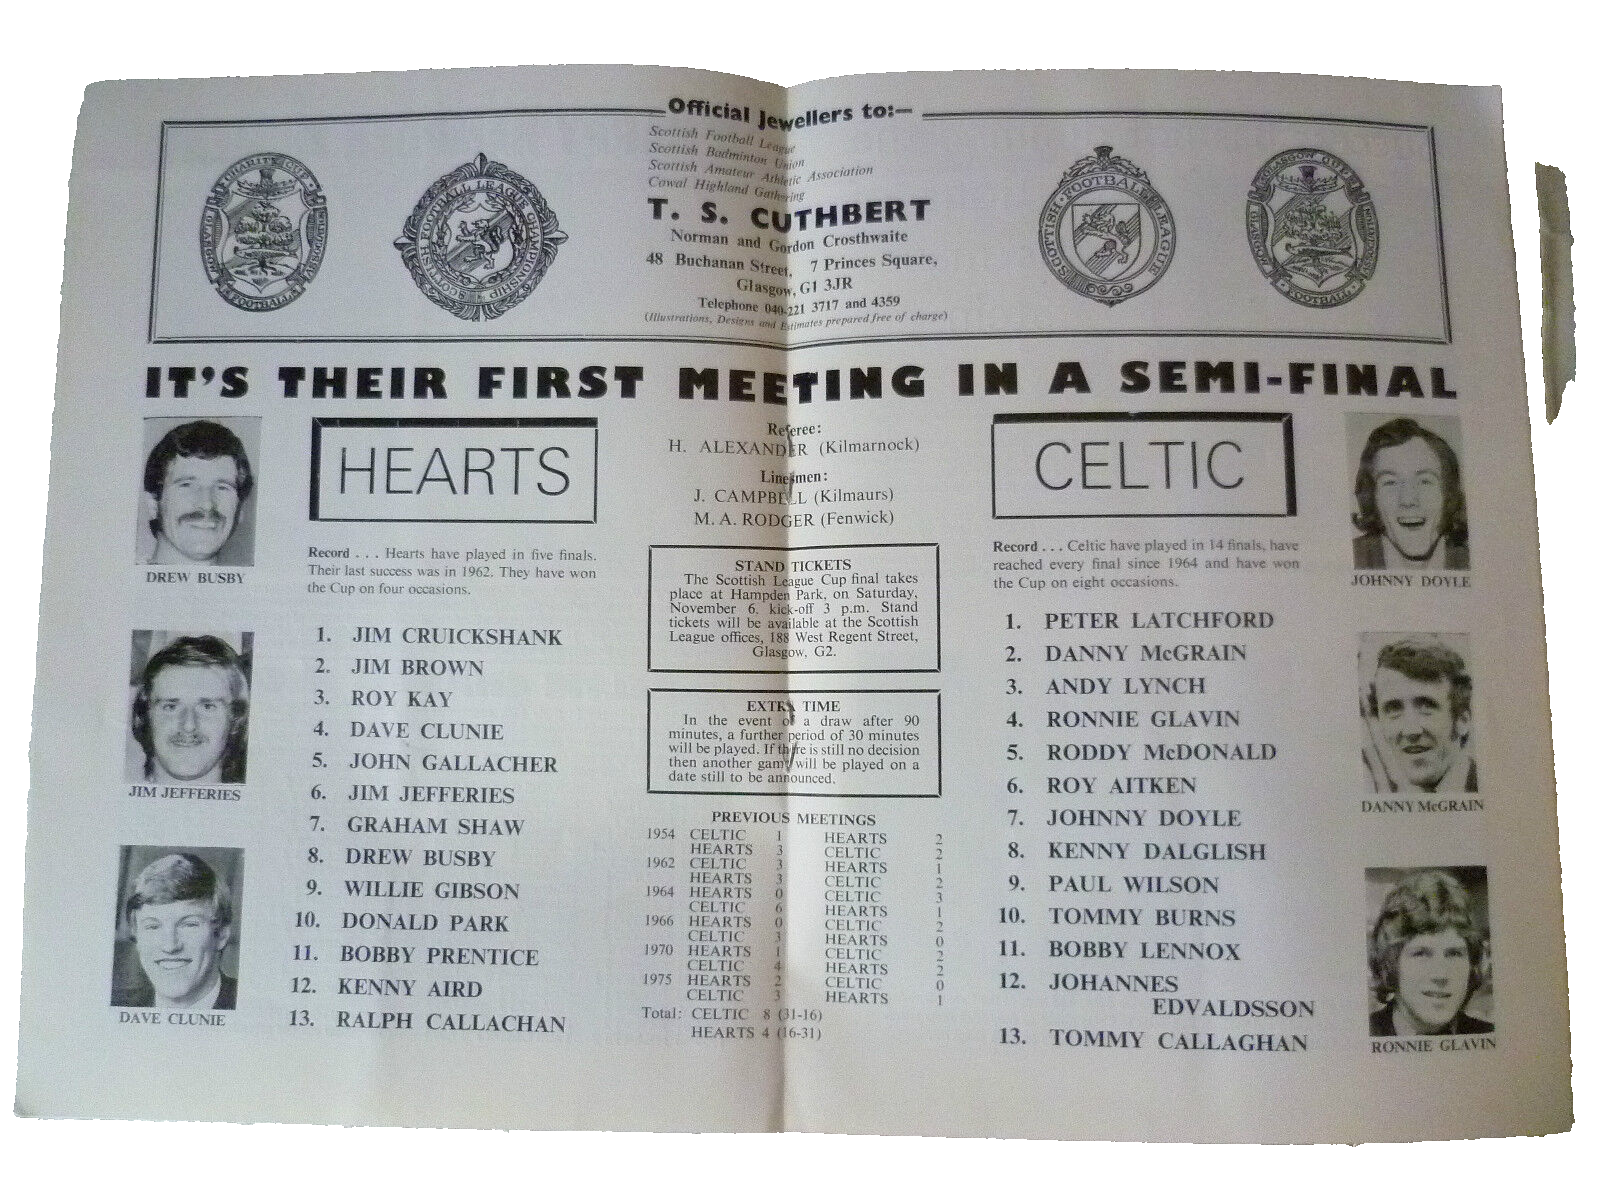 Official Jewellers to:—
Scottish Football League
Scottish Badminton Union
Scottish Amateur Athletic Association
Cowal Highland Gathering
T. S. CUTHBERT
Norman and Gordon Crosthwaite
48 Buchanan Street, 7 Princes Square,
Glasgow, G1 3JR
Telephone 040-221 3717 and 4359
(Illustrations, Designs and Estimates prepared free of charge)
GLASGOW CHARITY CUP
FOOTBALL
SCOTTISH FOOTBALL LEAGUE CHAMPIONSHIP
SCOTTISH FOOTBALL LEAGUE
GLASGOW CUP
FOOTBALL
IT'S THEIR FIRST MEETING IN A SEMI-FINAL
DREW BUSBY
JIM JEFFERIES
DAVE CLUNIE
HEARTS
Record . . . Hearts have played in five finals.
Their last success was in 1962. They have won
the Cup on four occasions.
1. JIM CRUICKSHANK
2. JIM BROWN
3. ROY KAY
4. DAVE CLUNIE
5. JOHN GALLACHER
6. JIM JEFFERIES
7. GRAHAM SHAW
8. DREW BUSBY
9. WILLIE GIBSON
10. DONALD PARK
11. BOBBY PRENTICE
12. KENNY AIRD
13. RALPH CALLACHAN
Referee:
H. ALEXANDER (Kilmarnock)
Linesmen:
J. CAMPBELL (Kilmaurs)
M. A. RODGER (Fenwick)
STAND TICKETS
The Scottish League Cup final takes
place at Hampden Park, on Saturday,
November 6, kick-off 3 p.m. Stand
tickets will be available at the Scottish
League offices, 188 West Regent Street,
Glasgow, G2.
EXTRA TIME
In the event of a draw after 90
minutes, a further period of 30 minutes
will be played. If there is still no decision
then another game will be played on a
date still to be announced.
PREVIOUS MEETINGS
1954 CELTIC 1 HEARTS 2
HEARTS 3 CELTIC 2
1962 CELTIC 3 HEARTS 1
HEARTS 3 CELTIC 2
1964 HEARTS 0 CELTIC 3
CELTIC 6 HEARTS 1
1966 HEARTS 0 CELTIC 2
CELTIC 3 HEARTS 0
1970 HEARTS 1 CELTIC 2
CELTIC 4 HEARTS 2
1975 HEARTS 2 CELTIC 0
CELTIC 3 HEARTS 1
Total: CELTIC 8 (31-16)
HEARTS 4 (16-31)
CELTIC
Record . . . Celtic have played in 14 finals, have
reached every final since 1964 and have won
the Cup on eight occasions.
1. PETER LATCHFORD
2. DANNY McGRAIN
3. ANDY LYNCH
4. RONNIE GLAVIN
5. RODDY McDONALD
6. ROY AITKEN
7. JOHNNY DOYLE
8. KENNY DALGLISH
9. PAUL WILSON
10. TOMMY BURNS
11. BOBBY LENNOX
12. JOHANNES
EDVALDSSON
13. TOMMY CALLAGHAN
JOHNNY DOYLE
DANNY McGRAIN
RONNIE GLAVIN